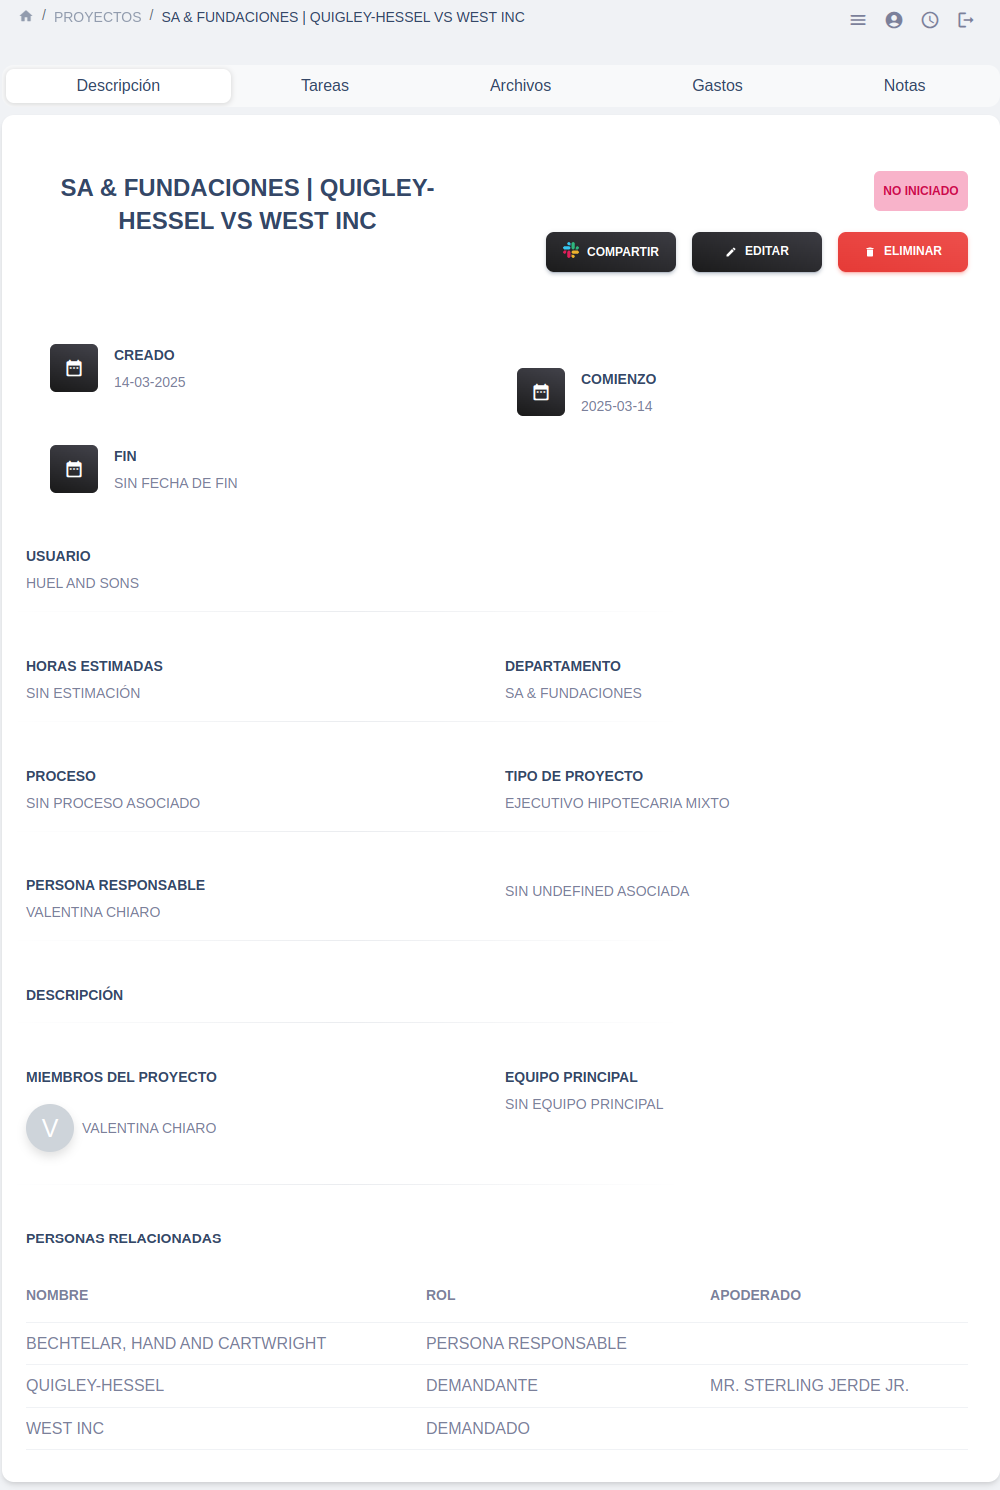 / PROYECTOS / SA & FUNDACIONES | QUIGLEY-HESSEL VS WEST INC
Descripción Tareas Archivos Gastos Notas
SA & FUNDACIONES | QUIGLEY-
HESSEL VS WEST INC
NO INICIADO
COMPARTIR EDITAR ELIMINAR
CREADO
14-03-2025
COMIENZO
2025-03-14
FIN
SIN FECHA DE FIN
USUARIO
HUEL AND SONS
HORAS ESTIMADAS
SIN ESTIMACIÓN
DEPARTAMENTO
SA & FUNDACIONES
PROCESO
SIN PROCESO ASOCIADO
TIPO DE PROYECTO
EJECUTIVO HIPOTECARIA MIXTO
PERSONA RESPONSABLE
VALENTINA CHIARO
SIN UNDEFINED ASOCIADA
DESCRIPCIÓN
MIEMBROS DEL PROYECTO
V VALENTINA CHIARO
EQUIPO PRINCIPAL
SIN EQUIPO PRINCIPAL
PERSONAS RELACIONADAS
NOMBRE ROL APODERADO
BECHTELAR, HAND AND CARTWRIGHT PERSONA RESPONSABLE
QUIGLEY-HESSEL DEMANDANTE MR. STERLING JERDE JR.
WEST INC DEMANDADO